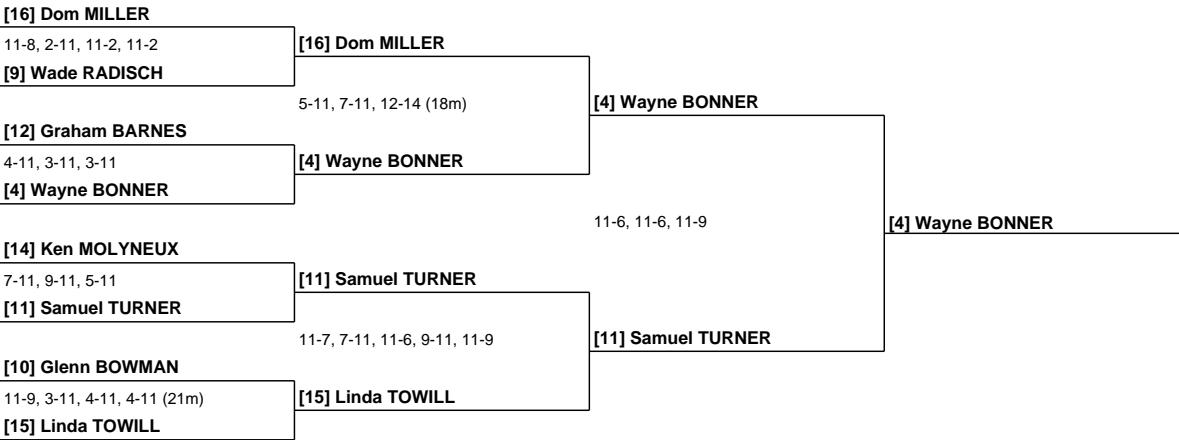 [16] Dom MILLER
11-8, 2-11, 11-2, 11-2
[16] Dom MILLER
[9] Wade RADISCH
5-11, 7-11, 12-14 (18m)
[4] Wayne BONNER
[12] Graham BARNES
4-11, 3-11, 3-11
[4] Wayne BONNER
[4] Wayne BONNER
11-6, 11-6, 11-9
[4] Wayne BONNER
[14] Ken MOLYNEUX
7-11, 9-11, 5-11
[11] Samuel TURNER
[11] Samuel TURNER
11-7, 7-11, 11-6, 9-11, 11-9
[11] Samuel TURNER
[10] Glenn BOWMAN
11-9, 3-11, 4-11, 4-11 (21m)
[15] Linda TOWILL
[15] Linda TOWILL